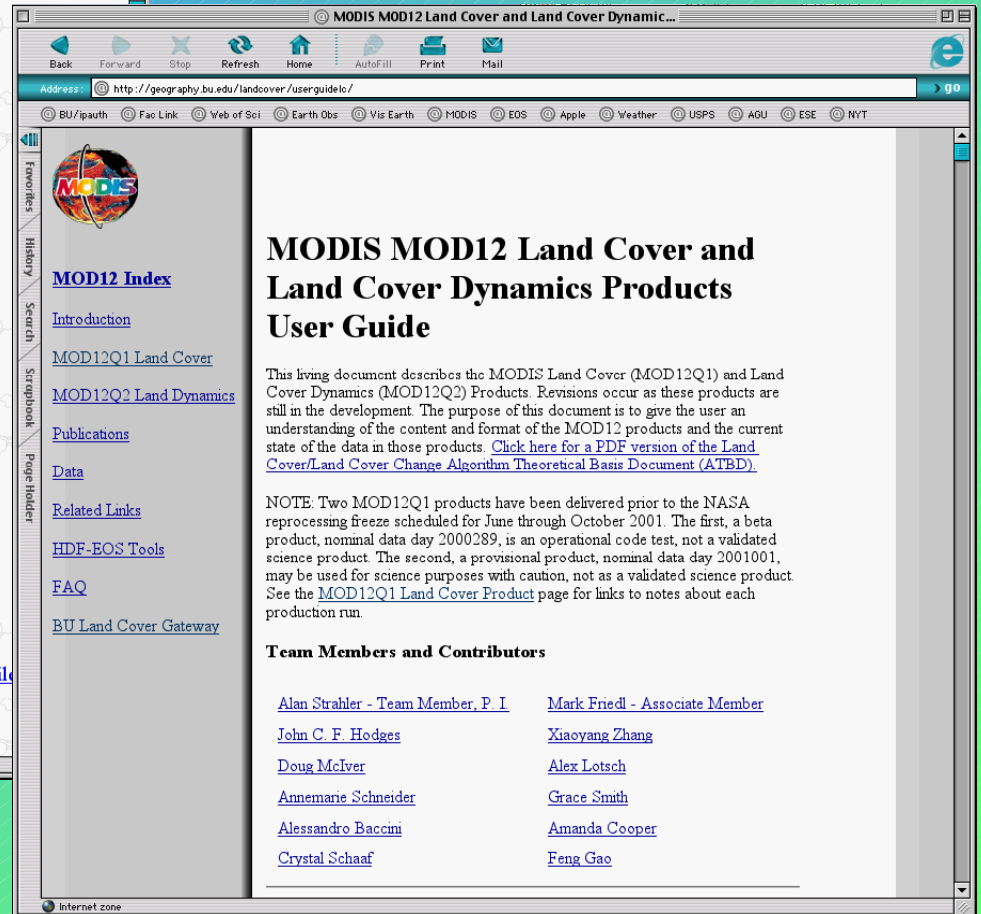 MODIS MOD12 Land Cover and Land Cover Dynamic...
Back Forward Stop Refresh Home AutoFill Print Mail
Address: http://geography.bu.edu/landcover/userguidelc/ go
BU/ipauth Fac Link Web of Sci Earth Obs Vis Earth MODIS EOS Apple Weather USPS AGU ESE NYT
Favorites
History
Search
Scrapbook
Page Holder
MODIS
MOD12 Index
Introduction
MOD12Q1 Land Cover
MOD12Q2 Land Dynamics
Publications
Data
Related Links
HDF-EOS Tools
FAQ
BU Land Cover Gateway
MODIS MOD12 Land Cover and
Land Cover Dynamics Products
User Guide
This living document describes the MODIS Land Cover (MOD12Q1) and Land
Cover Dynamics (MOD12Q2) Products. Revisions occur as these products are
still in the development. The purpose of this document is to give the user an
understanding of the content and format of the MOD12 products and the current
state of the data in those products. Click here for a PDF version of the Land
Cover/Land Cover Change Algorithm Theoretical Basis Document (ATBD).
NOTE: Two MOD12Q1 products have been delivered prior to the NASA
reprocessing freeze scheduled for June through October 2001. The first, a beta
product, nominal data day 2000289, is an operational code test, not a validated
science product. The second, a provisional product, nominal data day 2001001,
may be used for science purposes with caution, not as a validated science product.
See the MOD12Q1 Land Cover Product page for links to notes about each
production run.
Team Members and Contributors
Alan Strahler - Team Member, P. I. Mark Friedl - Associate Member
John C. F. Hodges Xiaoyang Zhang
Doug McIver Alex Lotsch
Annemarie Schneider Grace Smith
Alessandro Baccini Amanda Cooper
Crystal Schaaf Feng Gao
Internet zone